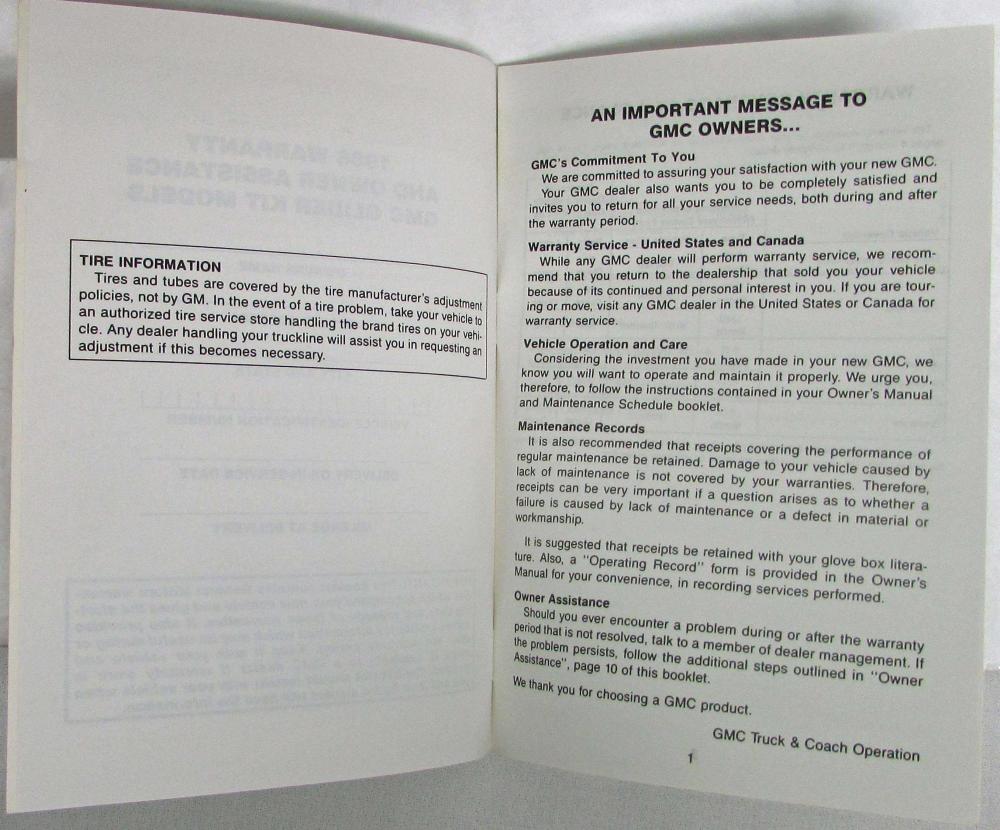 TIRE INFORMATION
Tires and tubes are covered by the tire manufacturer's adjustment
policies, not by GM. In the event of a tire problem, take your vehicle to
an authorized tire service store handling the brand tires on your vehi-
cle. Any dealer handling your truckline will assist you in requesting an
adjustment if this becomes necessary.
AN IMPORTANT MESSAGE TO
GMC OWNERS...
GMC's Commitment To You
We are committed to assuring your satisfaction with your new GMC.
Your GMC dealer also wants you to be completely satisfied and
invites you to return for all your service needs, both during and after
the warranty period.
Warranty Service - United States and Canada
While any GMC dealer will perform warranty service, we recom-
mend that you return to the dealership that sold you your vehicle
because of its continued and personal interest in you. If you are tour-
ing or move, visit any GMC dealer in the United States or Canada for
warranty service.
Vehicle Operation and Care
Considering the investment you have made in your new GMC, we
know you will want to operate and maintain it properly. We urge you,
therefore, to follow the instructions contained in your Owner's Manual
and Maintenance Schedule booklet.
Maintenance Records
It is also recommended that receipts covering the performance of
regular maintenance be retained. Damage to your vehicle caused by
lack of maintenance is not covered by your warranties. Therefore,
receipts can be very important if a question arises as to whether a
failure is caused by lack of maintenance or a defect in material or
workmanship.
It is suggested that receipts be retained with your glove box litera-
ture. Also, a "Operating Record" form is provided in the Owner's
Manual for your convenience, in recording services performed.
Owner Assistance
Should you ever encounter a problem during or after the warranty
period that is not resolved, talk to a member of dealer management. If
the problem persists, follow the additional steps outlined in "Owner
Assistance", page 10 of this booklet.
We thank you for choosing a GMC product.
GMC Truck & Coach Operation
1